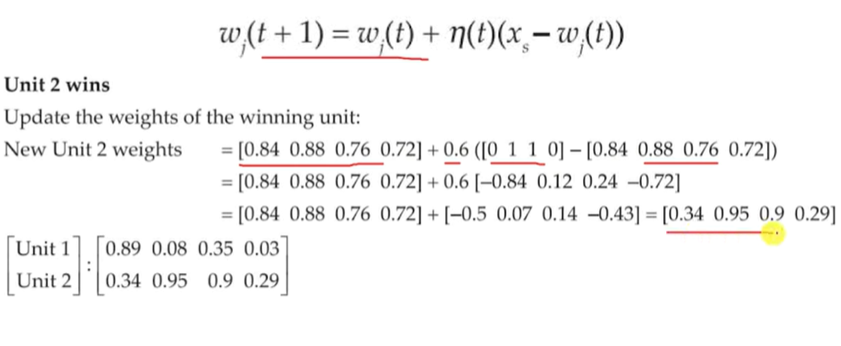 wⱼ(t + 1) = wⱼ(t) + η(t)(xₛ – wⱼ(t))
Unit 2 wins
Update the weights of the winning unit:
New Unit 2 weights = [0.84 0.88 0.76 0.72] + 0.6 ([0 1 1 0] – [0.84 0.88 0.76 0.72])
= [0.84 0.88 0.76 0.72] + 0.6 [–0.84 0.12 0.24 –0.72]
= [0.84 0.88 0.76 0.72] + [–0.5 0.07 0.14 –0.43] = [0.34 0.95 0.9 0.29]
[Unit 1] : [0.89 0.08 0.35 0.03]
[Unit 2] [0.34 0.95 0.9 0.29]